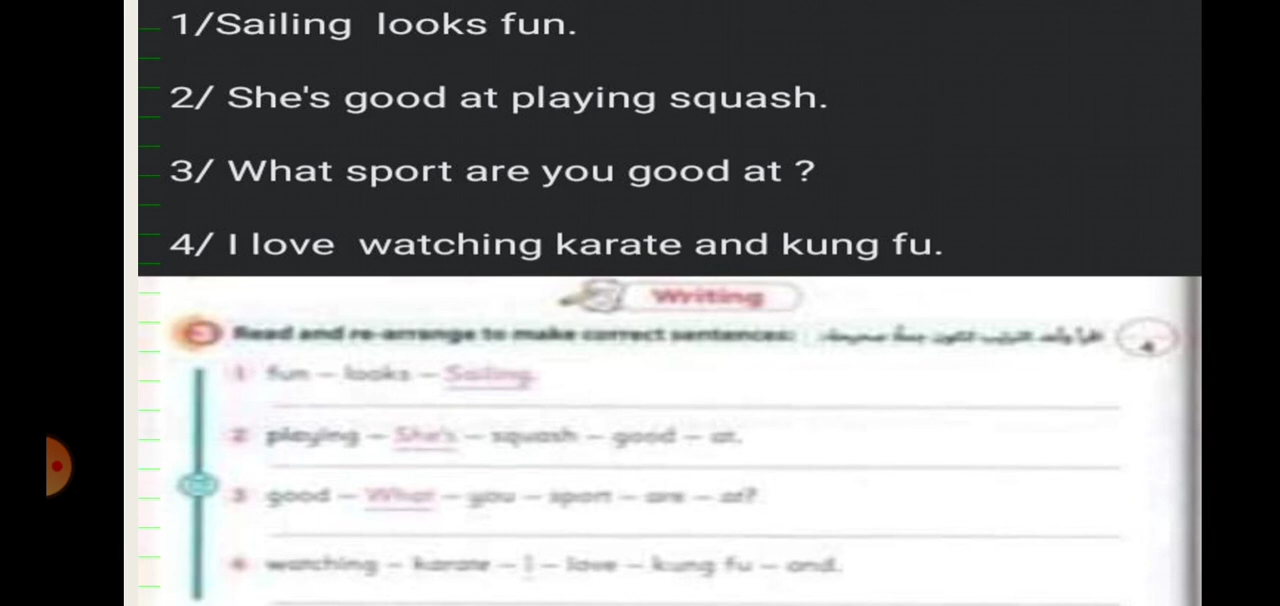 1/Sailing looks fun.
2/ She's good at playing squash.
3/ What sport are you good at ?
4/ I love watching karate and kung fu.
Writing
Read and re-arrange to make correct sentences:
1 fun – looks – Sailing.
2 playing – She's – squash – good – at.
3 good – What – you – sport – are – at?
4 watching – karate – I – love – kung fu – and.